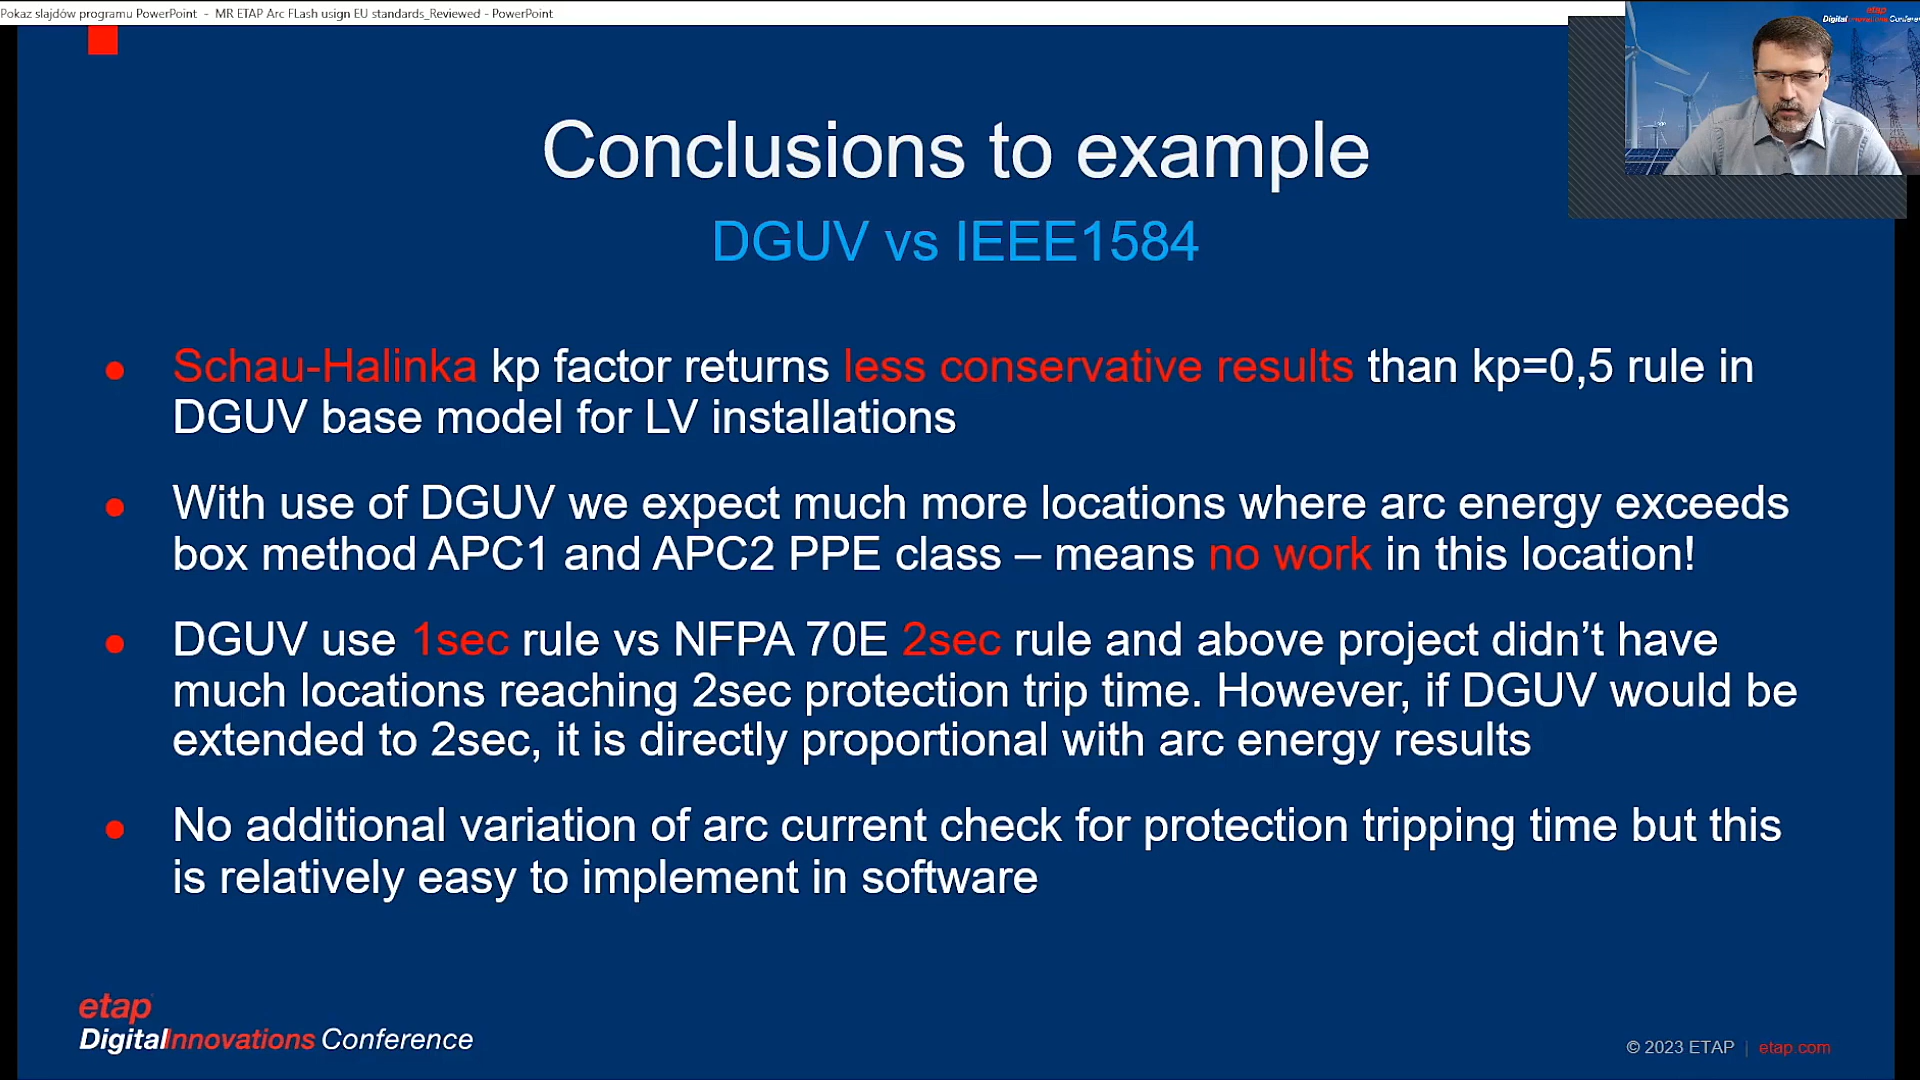 Pokaz slajdów programu PowerPoint - MR ETAP Arc FLash usign EU standards_Reviewed - PowerPoint
etap
Digital Innovations Confere
Conclusions to example
DGUV vs IEEE1584
• Schau-Halinka kp factor returns less conservative results than kp=0,5 rule in
DGUV base model for LV installations
• With use of DGUV we expect much more locations where arc energy exceeds
box method APC1 and APC2 PPE class – means no work in this location!
• DGUV use 1sec rule vs NFPA 70E 2sec rule and above project didn’t have
much locations reaching 2sec protection trip time. However, if DGUV would be
extended to 2sec, it is directly proportional with arc energy results
• No additional variation of arc current check for protection tripping time but this
is relatively easy to implement in software
etap
DigitalInnovations Conference
© 2023 ETAP | etap.com